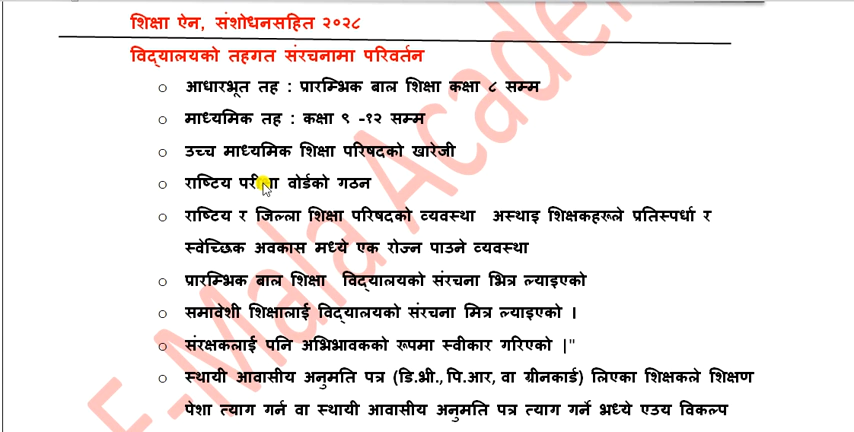 शिक्षा ऐन, संशोधनसहित २०२८
विद्यालयको तहगत संरचनामा परिवर्तन
○ आधारभूत तह : प्रारम्भिक बाल शिक्षा कक्षा ८ सम्म
○ माध्यमिक तह : कक्षा ९ -१२ सम्म
○ उच्च माध्यमिक शिक्षा परिषदको खारेजी
○ राष्टिय परीक्षा वोर्डको गठन
○ राष्टिय र जिल्ला शिक्षा परिषदको व्यवस्था अस्थाइ शिक्षकहरूले प्रतिस्पर्धा र
स्वेच्छिक अवकास मध्ये एक रोज्न पाउने व्यवस्था
○ प्रारम्भिक बाल शिक्षा विद्यालयको संरचना भित्र ल्याइएको
○ समावेशी शिक्षालाई विद्यालयको संरचना मित्र ल्याइएको ।
○ संरक्षकलाई पनि अभिभावकको रूपमा स्वीकार गरिएको |"
○ स्थायी आवासीय अनुमति पत्र (डि.भी., पि.आर, वा ग्रीनकार्ड) लिएका शिक्षकले शिक्षण
पेशा त्याग गर्न वा स्थायी आवासीय अनुमति पत्र त्याग गर्ने मध्ये एउय विकल्प
E-Mala Academ